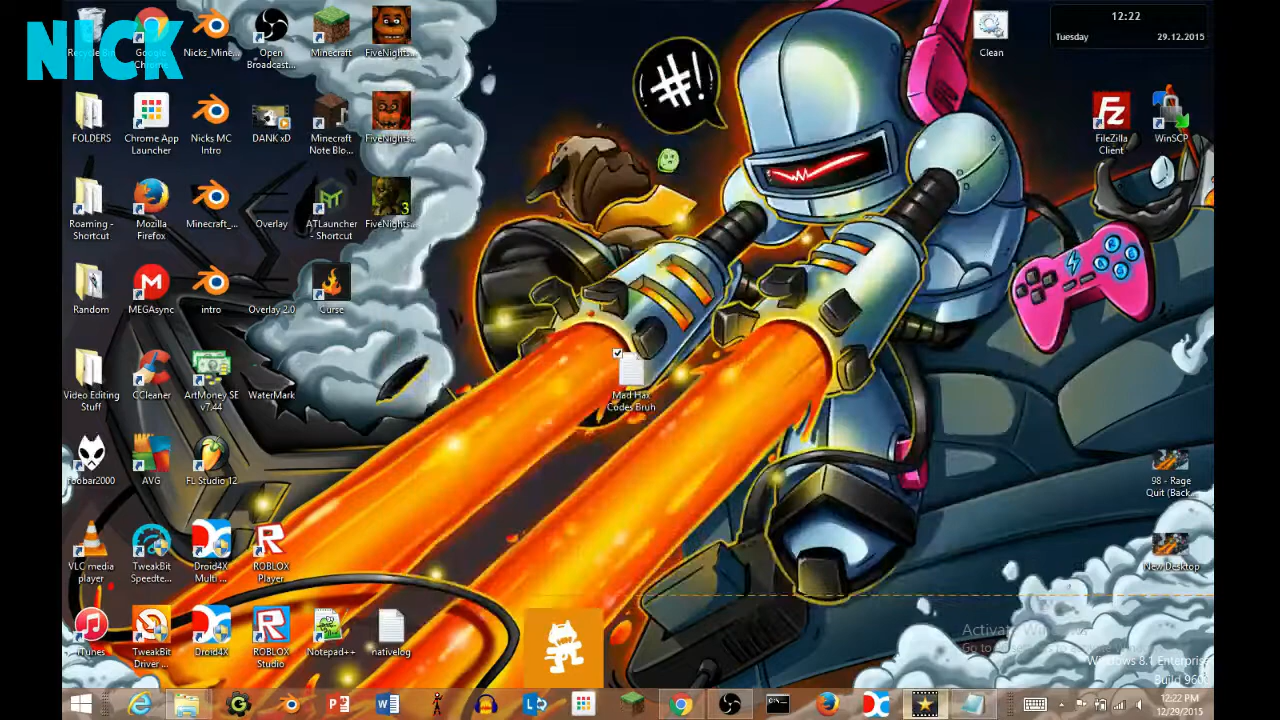 NICK
Recycle Bin
Google Chrome
Nicks_Mine...
Open Broadcast...
Minecraft
FiveNights...
Clean
12:22
Tuesday 29.12.2015
#!
FOLDERS
Chrome App Launcher
Nicks MC Intro
DANK xD
Minecraft Note Blo...
FiveNights...
FileZilla Client
WinSCP
Roaming - Shortcut
Mozilla Firefox
Minecraft_...
Overlay
ATLauncher - Shortcut
3
FiveNights...
Random
MEGAsync
intro
Overlay 2.0
Curse
Video Editing Stuff
CCleaner
ArtMoney SE v7.44
WaterMark
Mad Hax Codes Bruh
foobar2000
AVG
FL Studio 12
98 - Rage Quit (Back...
VLC media player
TweakBit Speedte...
Droid4X Multi ...
ROBLOX Player
New Desktop
iTunes
TweakBit Driver ...
Droid4X
ROBLOX Studio
Notepad++
nativelog
Activate Windows
Windows 8.1 Enterprise
Build 960
12:22 PM
12/29/2015